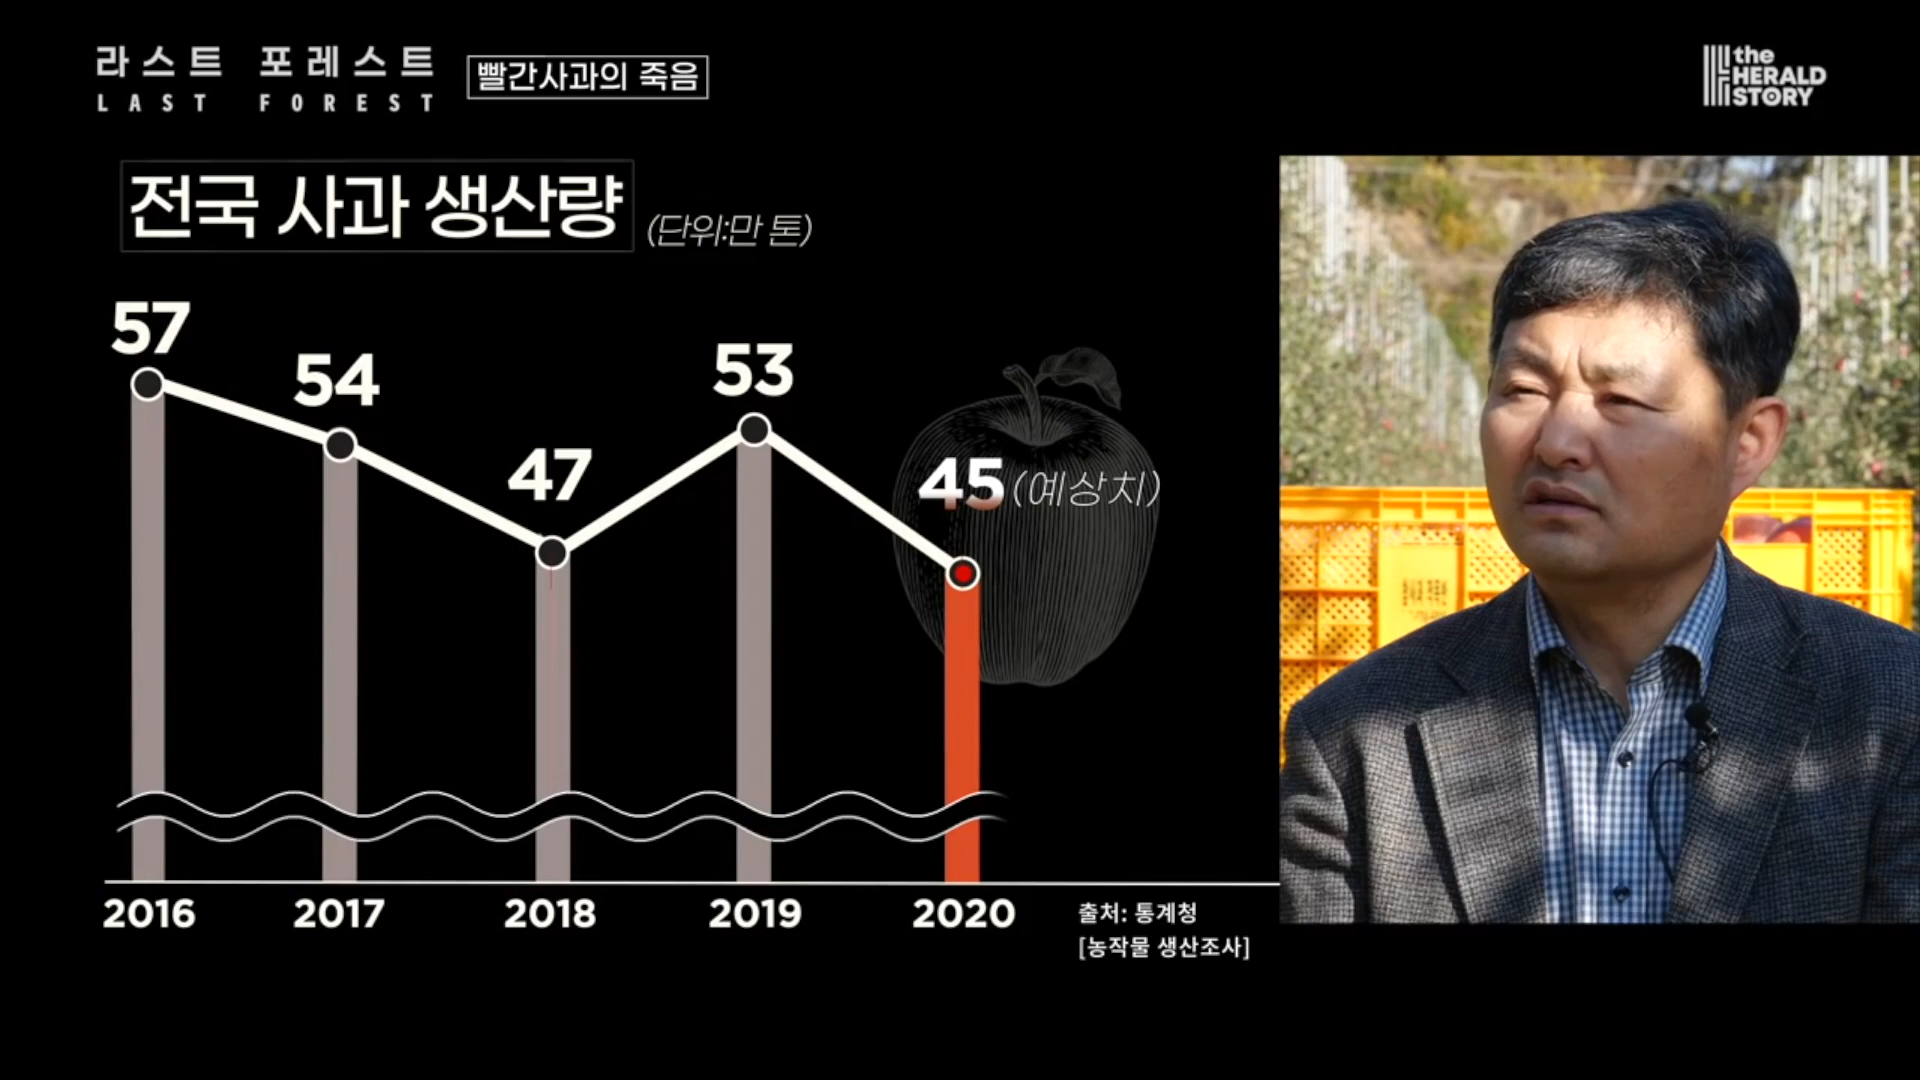 라스트 포레스트
LAST FOREST
빨간사과의 죽음
the
HERALD
STORY
전국 사과 생산량 (단위:만 톤)
57
54
47
53
45 (예상치)
2016 2017 2018 2019 2020
출처: 통계청
[농작물 생산조사]